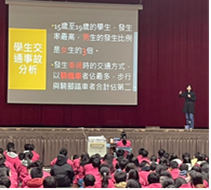 學生交
通事故
分析
•15歲至19歲的學生，發生
率最高，男生的發生比例
是女生的2倍。
•發生車禍時的交通方式，
以騎機車者佔最多，步行
與騎腳踏車者合計佔第二